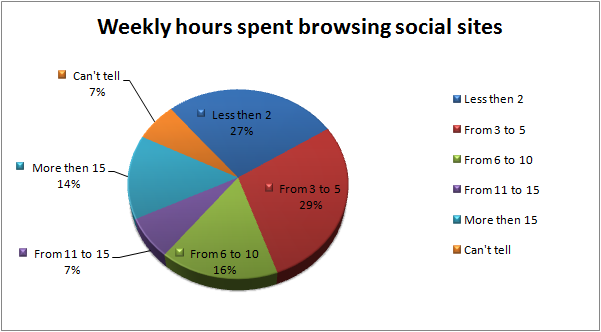 Weekly hours spent browsing social sites
Can't tell
7%
Less then 2
27%
From 3 to 5
29%
From 6 to 10
16%
From 11 to 15
7%
More then 15
14%
Less then 2
From 3 to 5
From 6 to 10
From 11 to 15
More then 15
Can't tell